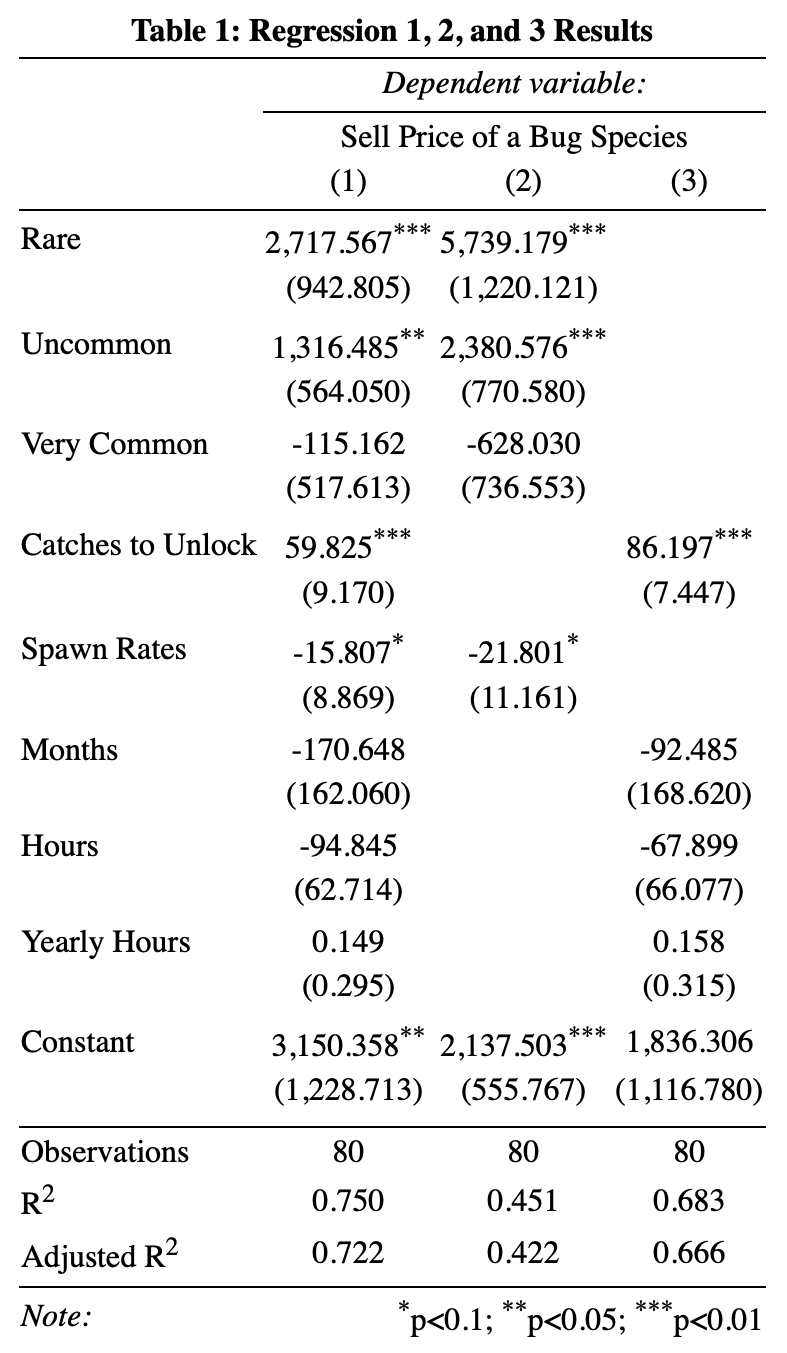 Table 1: Regression 1, 2, and 3 Results
Dependent variable:
Sell Price of a Bug Species
(1) (2) (3)
Rare 2,717.567*** 5,739.179***
(942.805) (1,220.121)
Uncommon 1,316.485** 2,380.576***
(564.050) (770.580)
Very Common -115.162 -628.030
(517.613) (736.553)
Catches to Unlock 59.825*** 86.197***
(9.170) (7.447)
Spawn Rates -15.807* -21.801*
(8.869) (11.161)
Months -170.648 -92.485
(162.060) (168.620)
Hours -94.845 -67.899
(62.714) (66.077)
Yearly Hours 0.149 0.158
(0.295) (0.315)
Constant 3,150.358** 2,137.503*** 1,836.306
(1,228.713) (555.767) (1,116.780)
Observations 80 80 80
R2 0.750 0.451 0.683
Adjusted R2 0.722 0.422 0.666
Note: *p<0.1; **p<0.05; ***p<0.01